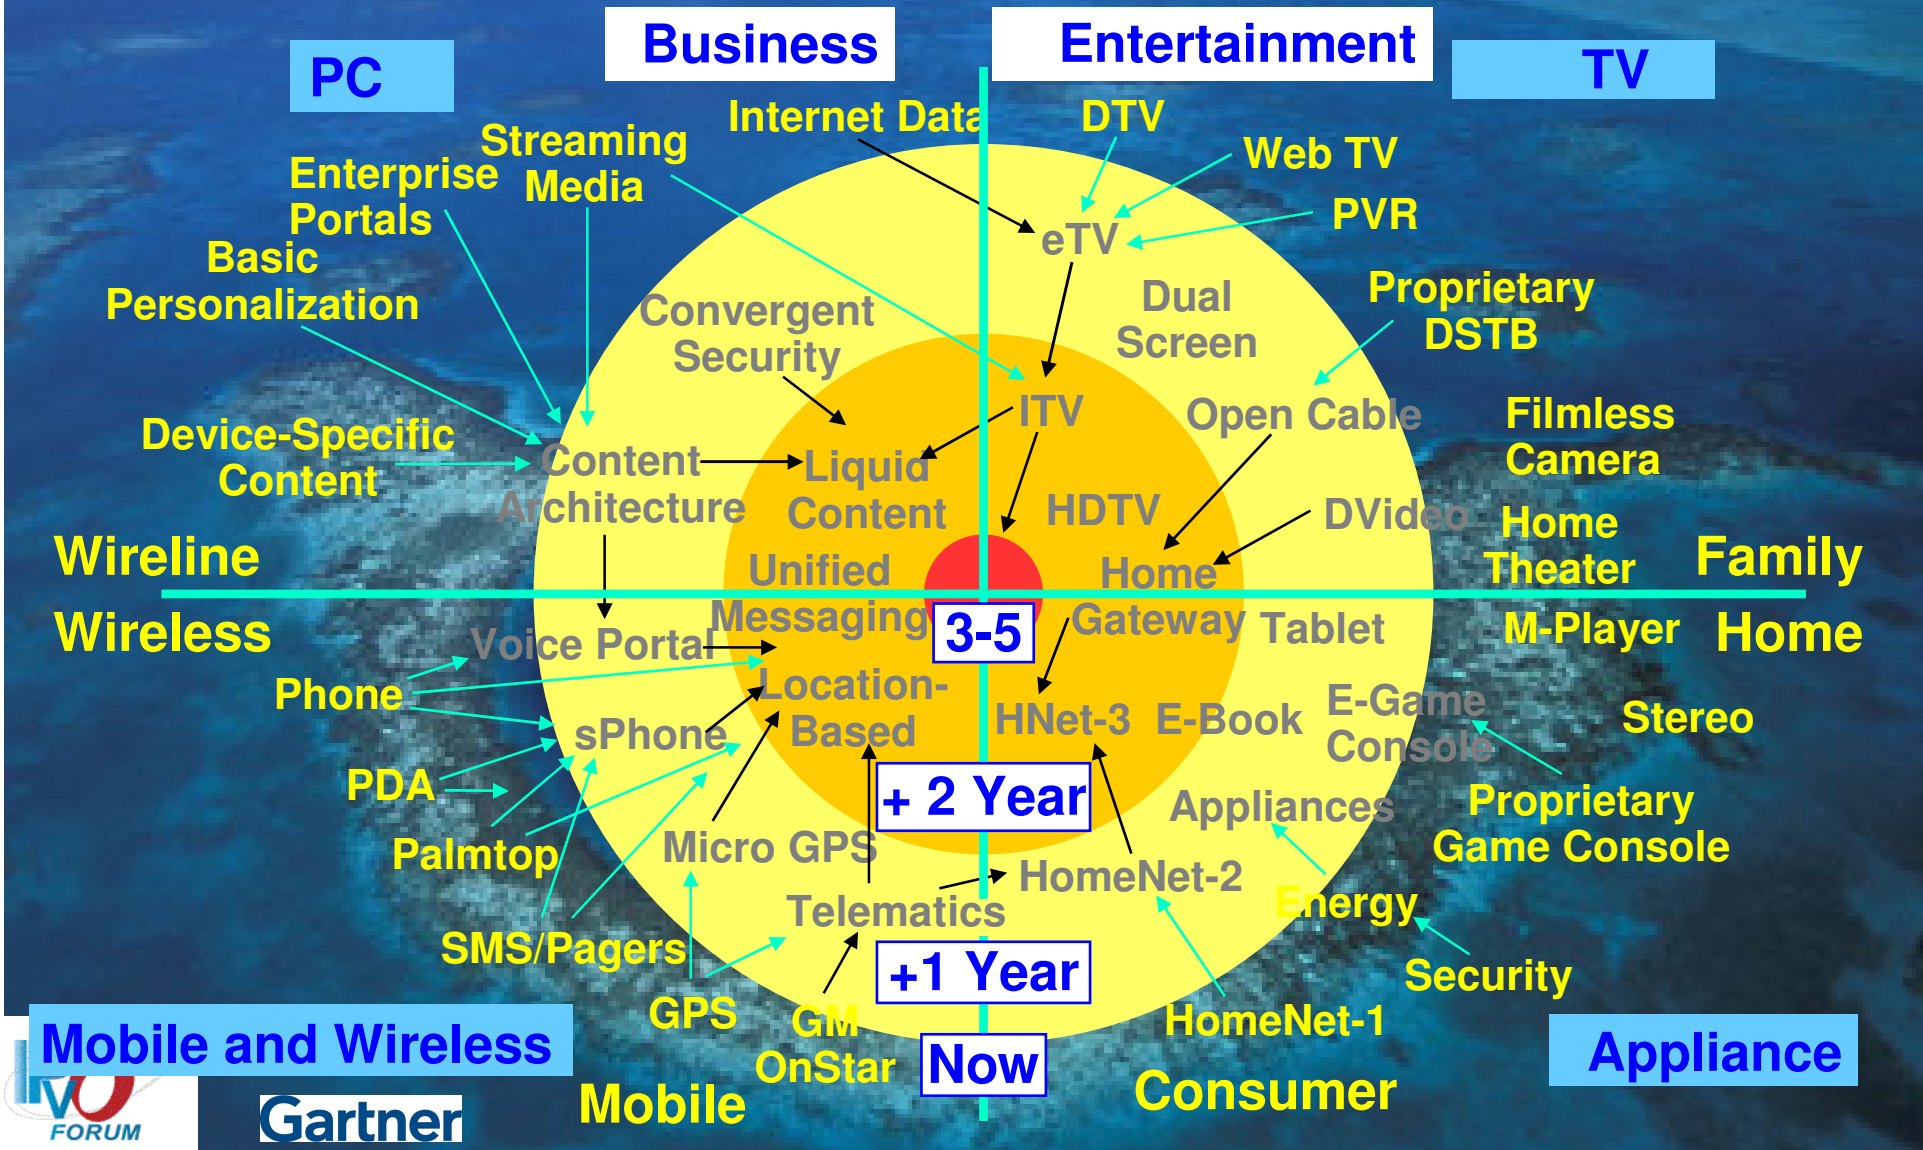 Business
Entertainment
PC
TV
Internet Data
DTV
Streaming
Media
Web TV
Enterprise
Portals
PVR
eTV
Basic
Personalization
Dual
Screen
Proprietary
DSTB
Convergent
Security
ITV
Open Cable
Filmless
Camera
Device-Specific
Content
Content
Architecture
Liquid
Content
HDTV
DVideo
Home
Theater
Wireline
Family
Unified
Messaging
Home
Gateway
Wireless
3-5
Tablet
M-Player
Home
Voice Portal
Phone
Location-
Based
HNet-3
E-Book
E-Game
Console
Stereo
sPhone
PDA
+ 2 Year
Appliances
Proprietary
Game Console
Palmtop
Micro GPS
HomeNet-2
Telematics
Energy
SMS/Pagers
+1 Year
Security
GPS
GM
OnStar
HomeNet-1
Mobile and Wireless
Now
Appliance
Mobile
Consumer
IPVO
FORUM
Gartner